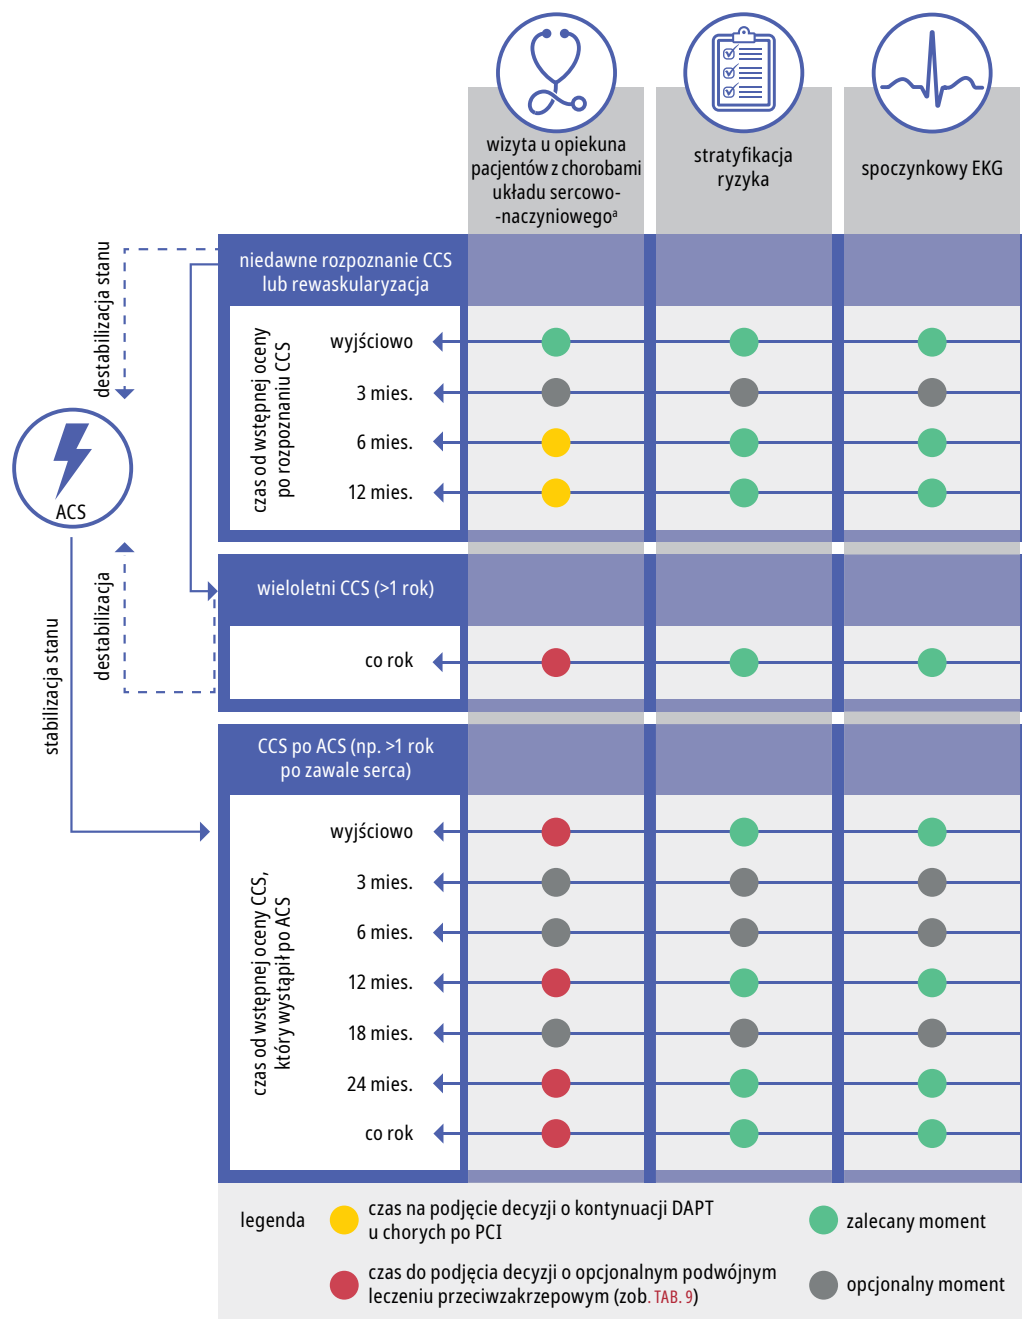 wizyta u opiekuna
pacjentów z chorobami
układu sercowo-
-naczyniowegoᵃ
stratyfikacja
ryzyka
spoczynkowy EKG
niedawne rozpoznanie CCS
lub rewaskularyzacja
czas od wstępnej oceny
po rozpoznaniu CCS
wyjściowo
3 mies.
6 mies.
12 mies.
destabilizacja stanu
ACS
destabilizacja
stabilizacja stanu
wieloletni CCS (>1 rok)
co rok
CCS po ACS (np. >1 rok
po zawale serca)
czas od wstępnej oceny CCS,
który wystąpił po ACS
wyjściowo
3 mies.
6 mies.
12 mies.
18 mies.
24 mies.
co rok
legenda
czas na podjęcie decyzji o kontynuacji DAPT
u chorych po PCI
zalecany moment
czas do podjęcia decyzji o opcjonalnym podwójnym
leczeniu przeciwzakrzepowym (zob. TAB. 9)
opcjonalny moment